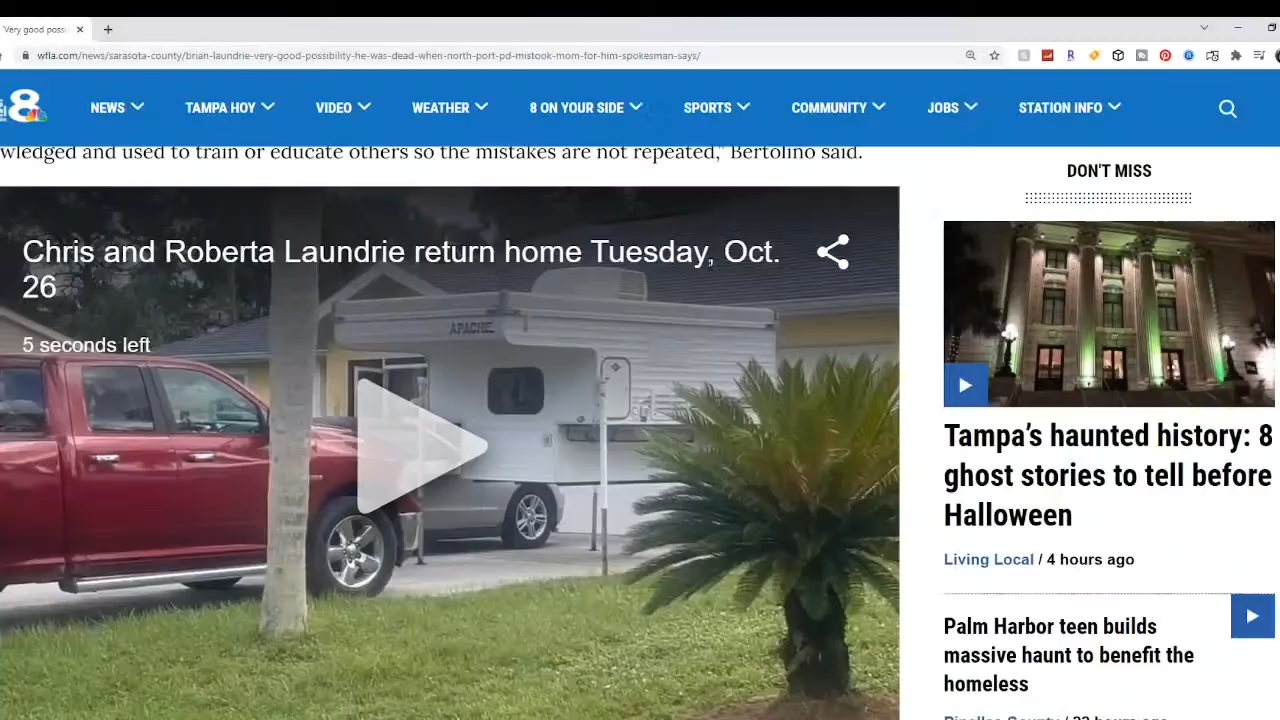 'Very good possi
wfla.com/news/sarasota-county/brian-laundrie-very-good-possibility-he-was-dead-when-north-port-pd-mistook-mom-for-him-spokesman-says/
8
NEWS
TAMPA HOY
VIDEO
WEATHER
8 ON YOUR SIDE
SPORTS
COMMUNITY
JOBS
STATION INFO
wledged and used to train or educate others so the mistakes are not repeated," Bertolino said.
Chris and Roberta Laundrie return home Tuesday, Oct.
26
5 seconds left
APACHE
DON'T MISS
Tampa's haunted history: 8
ghost stories to tell before
Halloween
Living Local / 4 hours ago
Palm Harbor teen builds
massive haunt to benefit the
homeless
Pinellas County / 22 hours ago